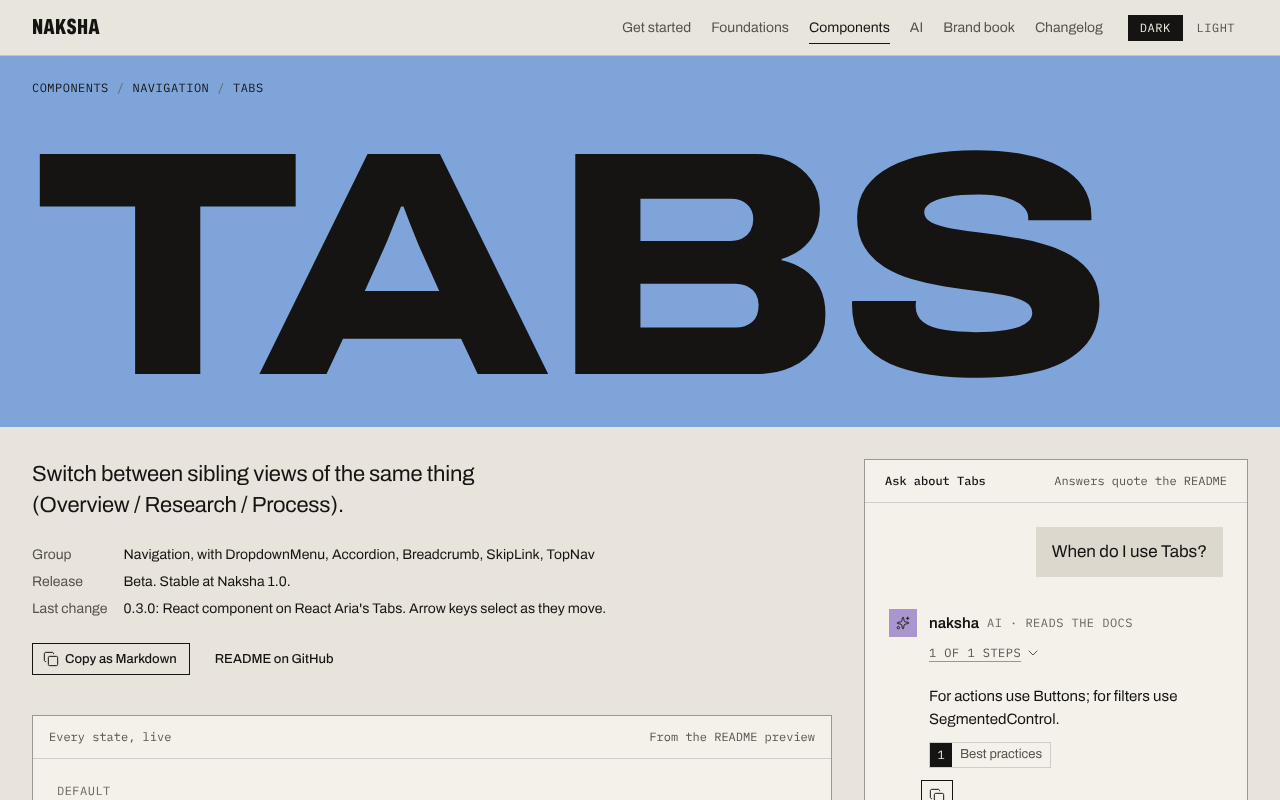 NAKSHA
Get started Foundations Components AI Brand book Changelog DARK LIGHT
COMPONENTS / NAVIGATION / TABS
TABS
Switch between sibling views of the same thing
(Overview / Research / Process).
Group Navigation, with DropdownMenu, Accordion, Breadcrumb, SkipLink, TopNav
Release Beta. Stable at Naksha 1.0.
Last change 0.3.0: React component on React Aria's Tabs. Arrow keys select as they move.
Copy as Markdown README on GitHub
Every state, live From the README preview
DEFAULT
Ask about Tabs Answers quote the README
When do I use Tabs?
naksha AI · READS THE DOCS
1 OF 1 STEPS
For actions use Buttons; for filters use
SegmentedControl.
1 Best practices